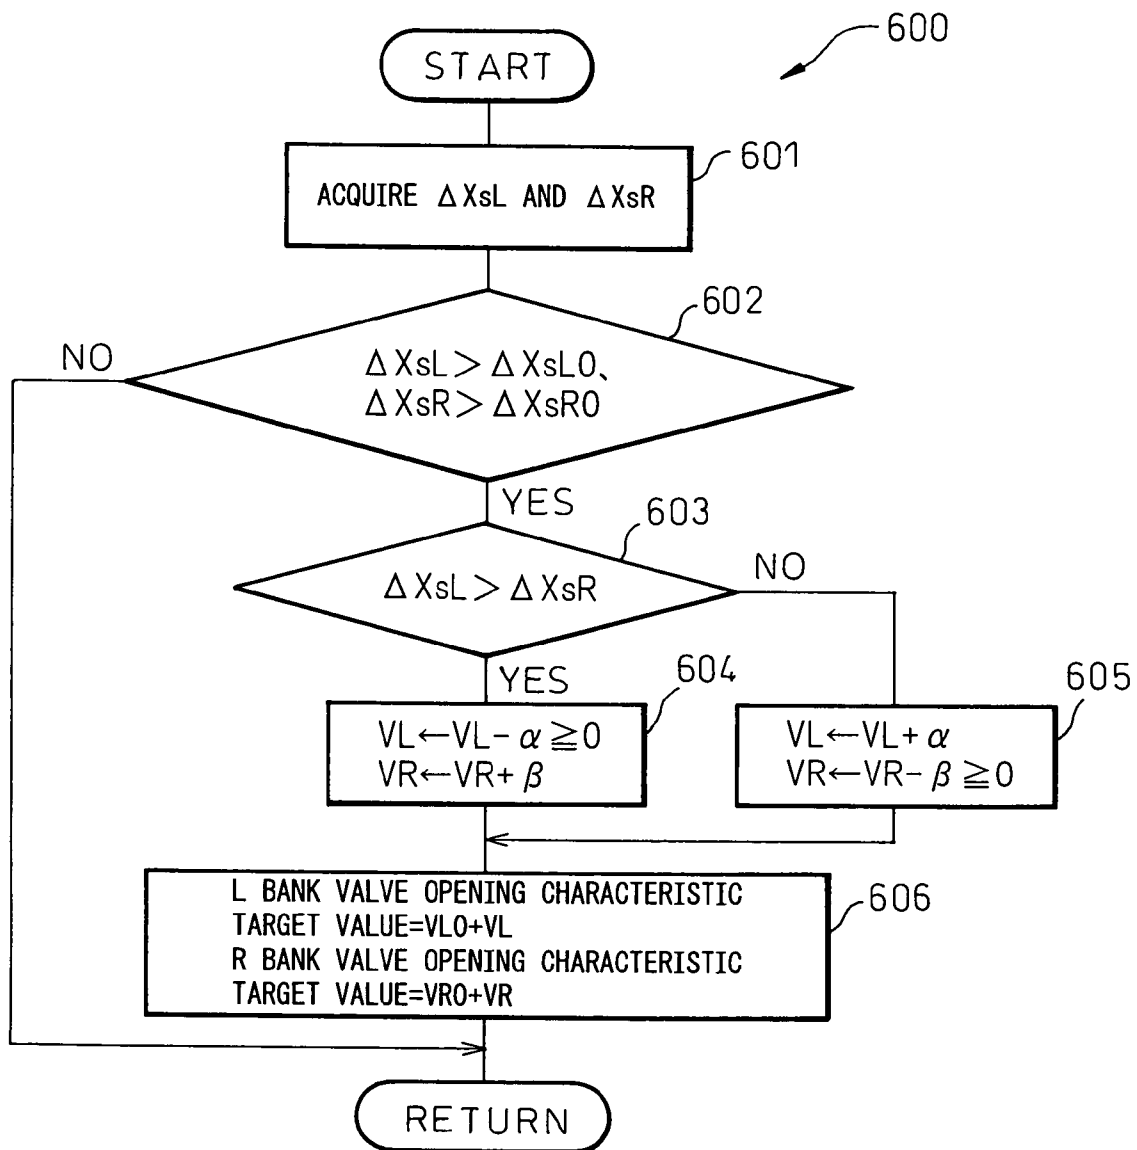 600
START
601
ACQUIRE ΔXsL AND ΔXsR
602
NO
ΔXsL>ΔXsL0、
ΔXsR>ΔXsR0
YES
603
ΔXsL>ΔXsR
NO
YES
604
VL←VL-α≧0
VR←VR+β
605
VL←VL+α
VR←VR-β≧0
606
L BANK VALVE OPENING CHARACTERISTIC
TARGET VALUE=VL0+VL
R BANK VALVE OPENING CHARACTERISTIC
TARGET VALUE=VR0+VR
RETURN